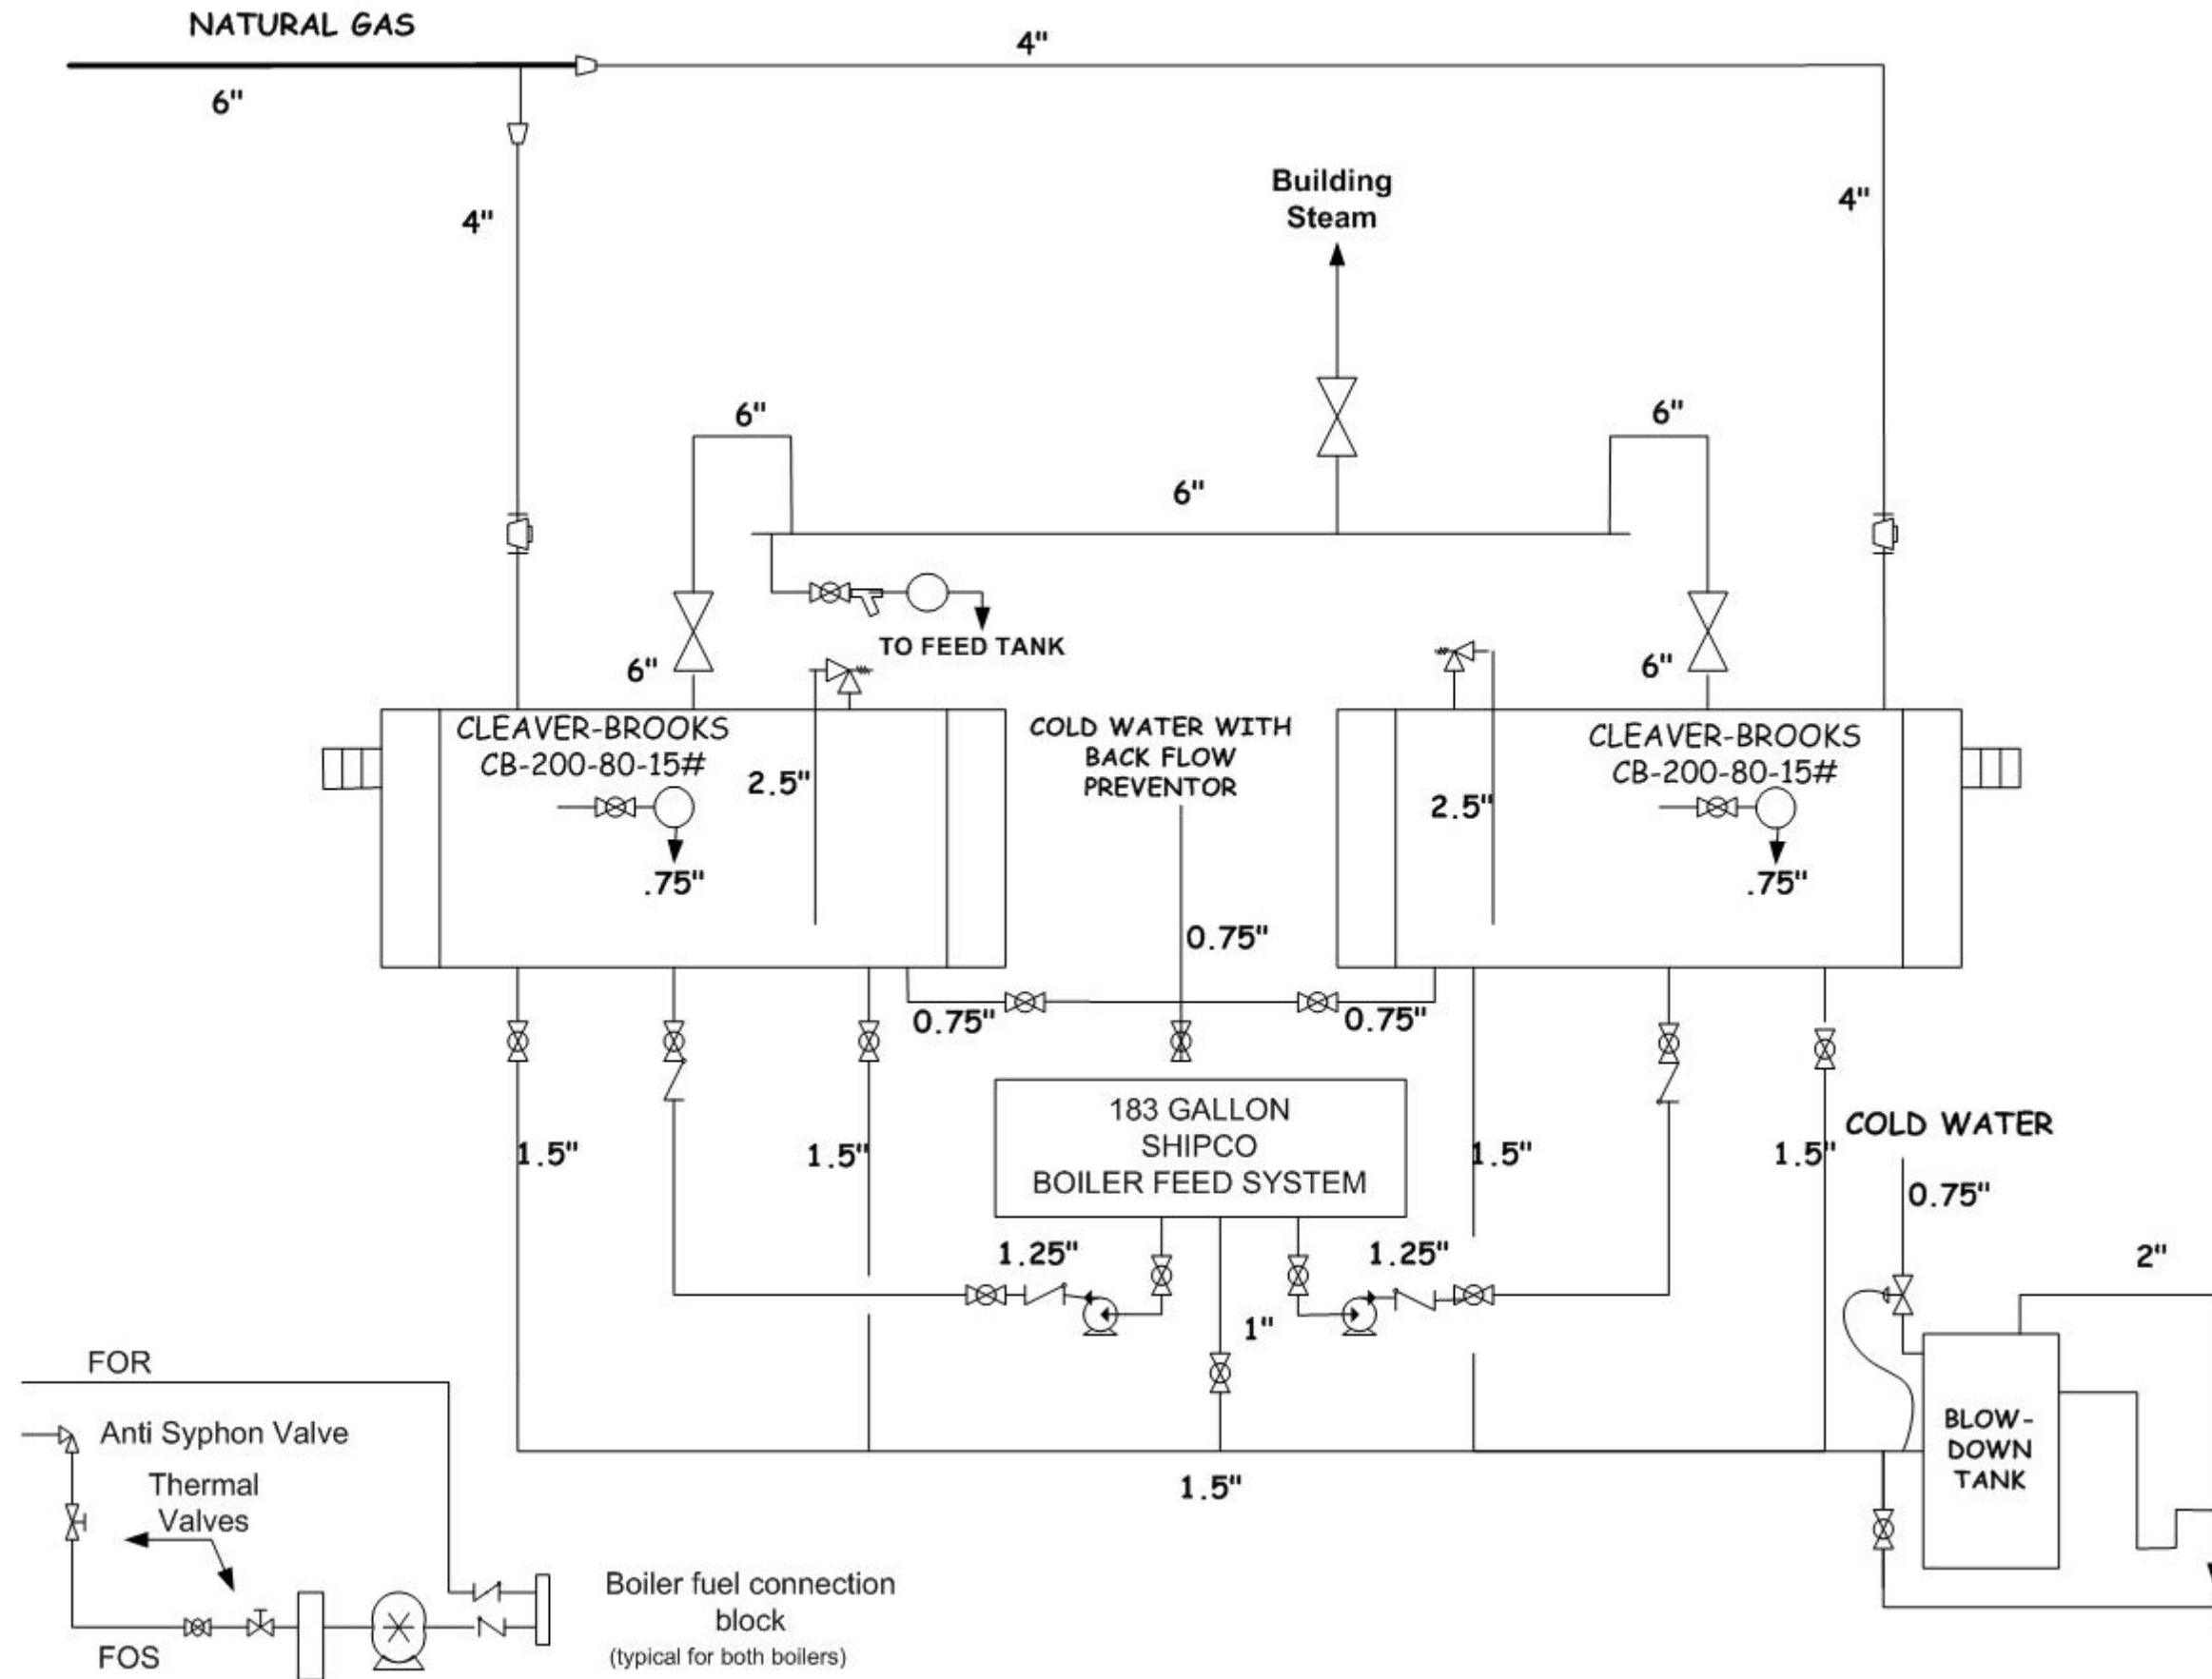 NATURAL GAS
4"
6"
4"
Building
Steam
4"
6"
6"
6"
TO FEED TANK
6"
6"
CLEAVER-BROOKS
CB-200-80-15#
2.5"
.75"
COLD WATER WITH
BACK FLOW
PREVENTOR
0.75"
CLEAVER-BROOKS
CB-200-80-15#
2.5"
.75"
0.75"
0.75"
183 GALLON
SHIPCO
BOILER FEED SYSTEM
1.5"
1.5"
1.5"
1.5"
COLD WATER
0.75"
1.25"
1.25"
2"
1"
FOR
Anti Syphon Valve
Thermal
Valves
1.5"
BLOW-
DOWN
TANK
Boiler fuel connection
block
(typical for both boilers)
FOS